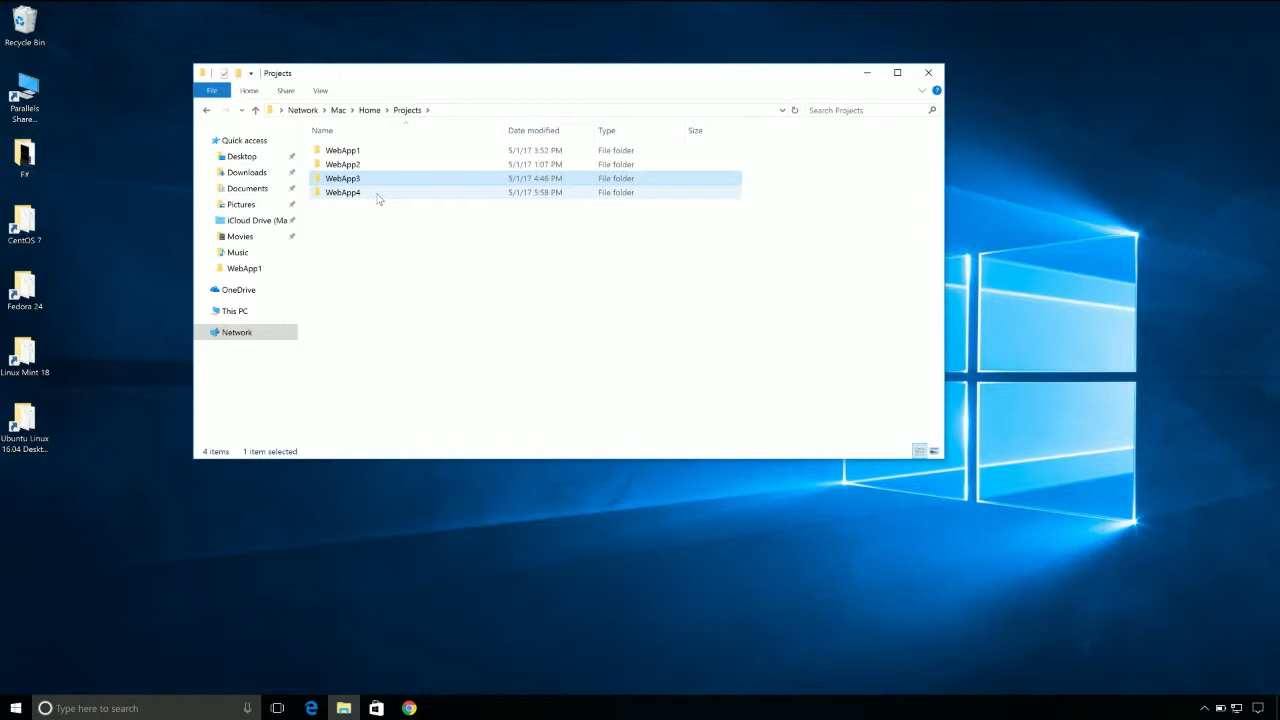 Recycle Bin
Parallels
Share...
F#
CentOS 7
Fedora 24
Linux Mint 18
Ubuntu Linux
16.04 Deskt...
Projects
File Home Share View
Network Mac Home Projects
Search Projects
Name Date modified Type Size
WebApp1 5/1/17 3:52 PM File folder
WebApp2 5/1/17 1:07 PM File folder
WebApp3 5/1/17 4:46 PM File folder
WebApp4 5/1/17 5:58 PM File folder
Quick access
Desktop
Downloads
Documents
Pictures
iCloud Drive (Ma
Movies
Music
WebApp1
OneDrive
This PC
Network
4 items 1 item selected
Type here to search